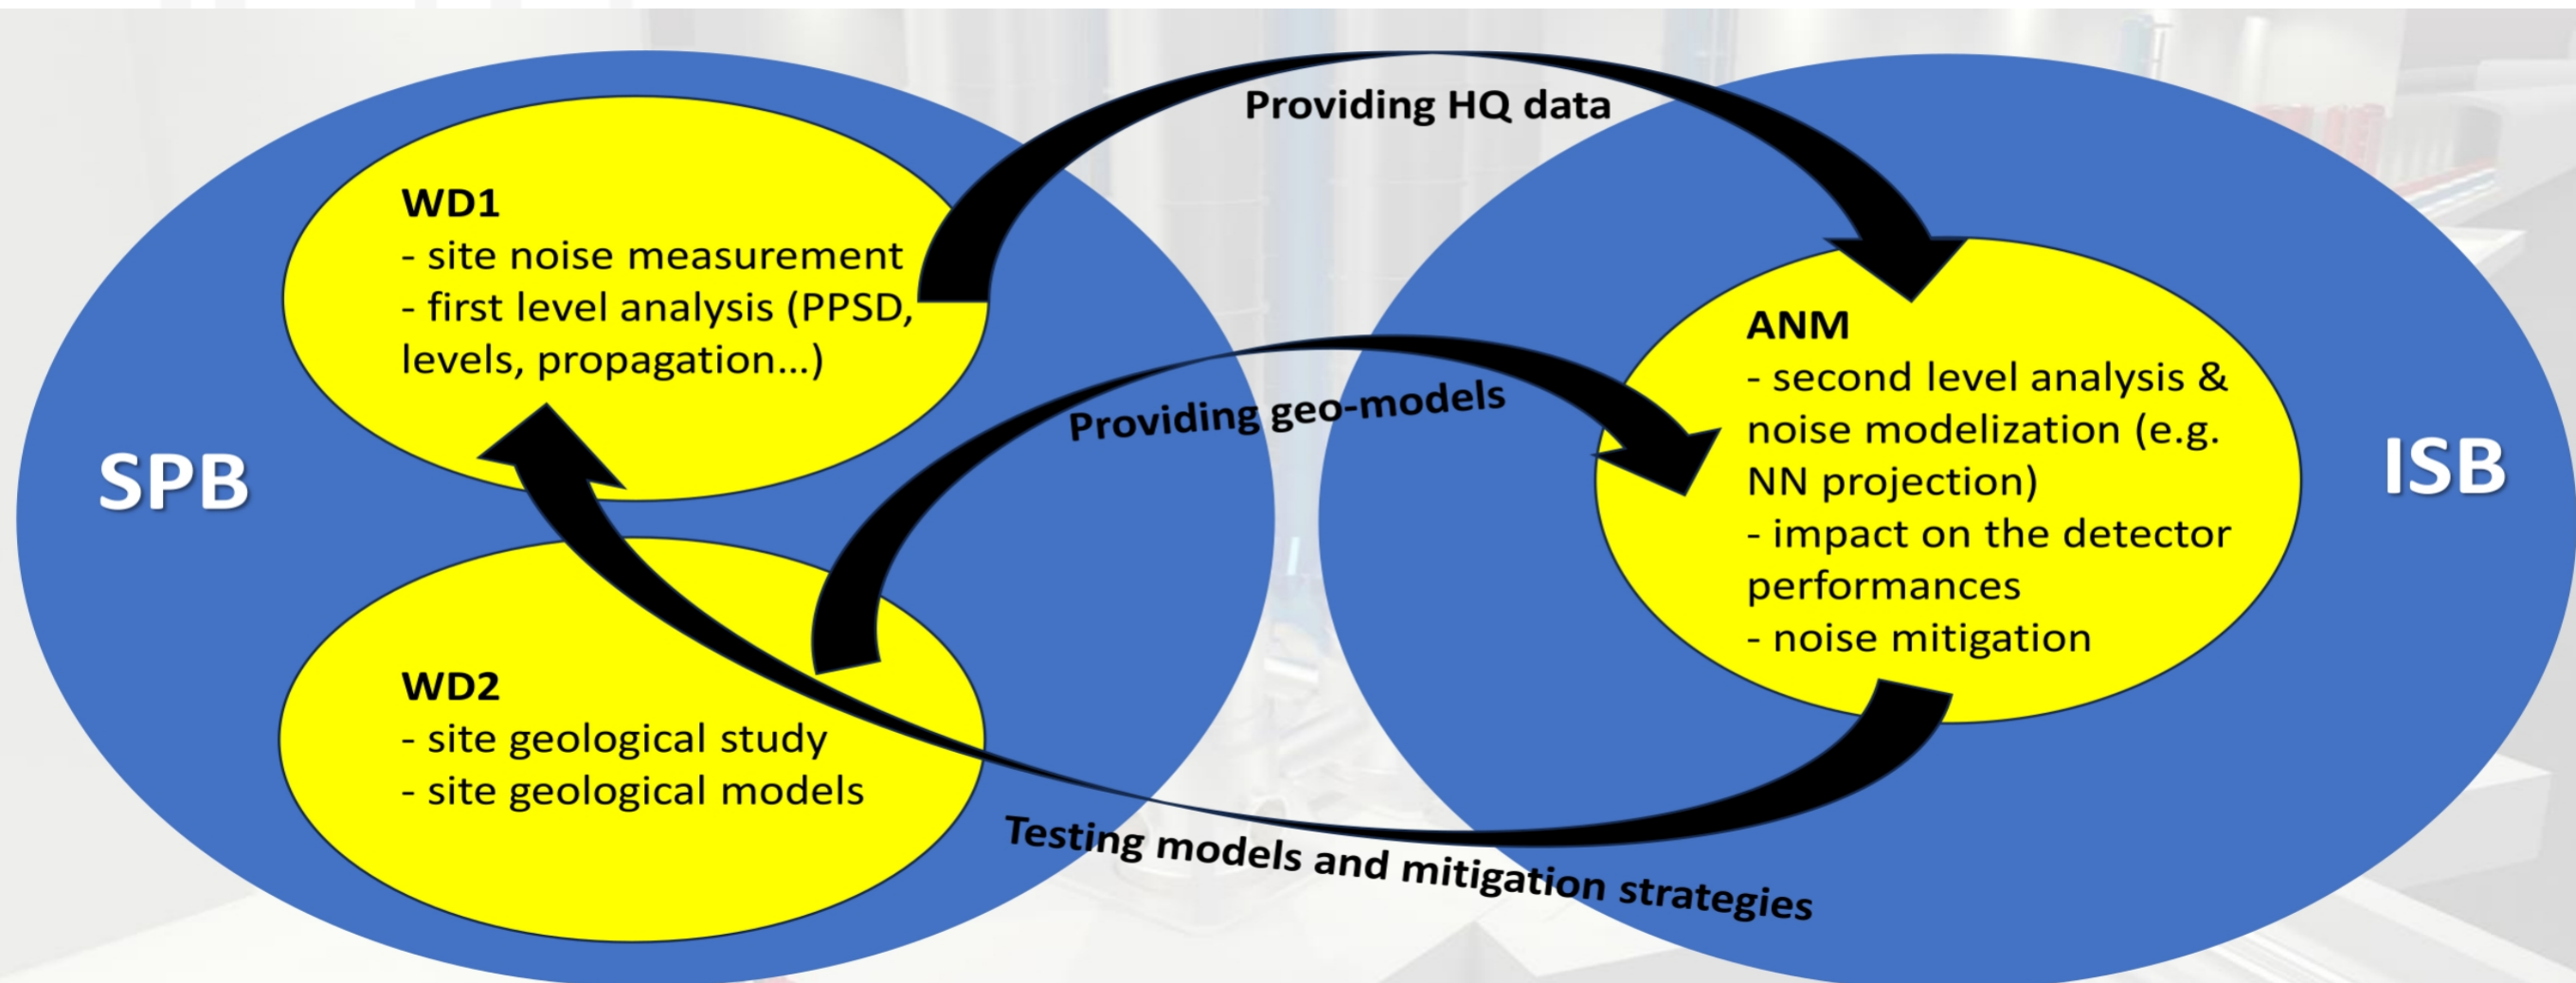 SPB
WD1
- site noise measurement
- first level analysis (PPSD,
levels, propagation...)
WD2
- site geological study
- site geological models
Providing HQ data
Providing geo-models
Testing models and mitigation strategies
ANM
- second level analysis &
noise modelization (e.g.
NN projection)
- impact on the detector
performances
- noise mitigation
ISB